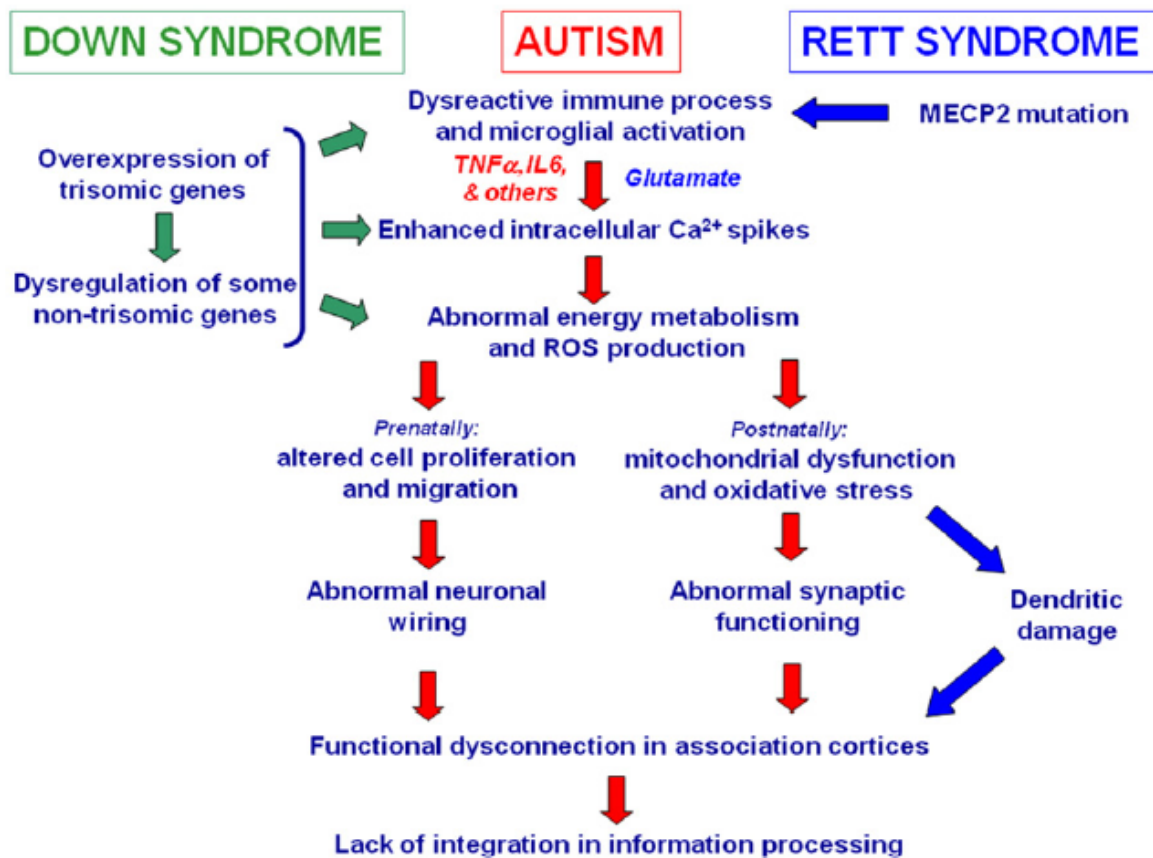 DOWN SYNDROME
AUTISM
RETT SYNDROME
Dysreactive immune process
and microglial activation
MECP2 mutation
Overexpression of
trisomic genes
TNFα, IL6,
& others
Glutamate
Enhanced intracellular Ca²⁺ spikes
Dysregulation of some
non-trisomic genes
Abnormal energy metabolism
and ROS production
Prenatally:
altered cell proliferation
and migration
Postnatally:
mitochondrial dysfunction
and oxidative stress
Abnormal neuronal
wiring
Abnormal synaptic
functioning
Dendritic
damage
Functional dysconnection in association cortices
Lack of integration in information processing